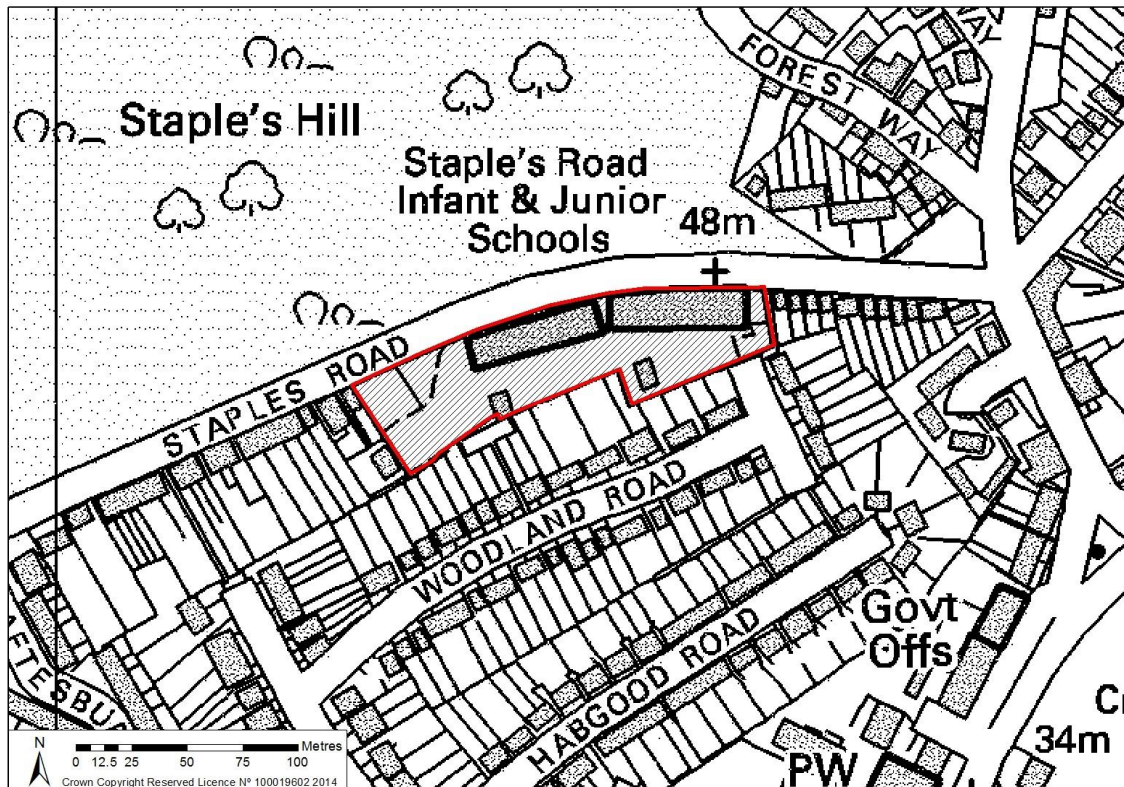 FOREST WAY
WAY
Staple's Hill
Staple's Road
Infant & Junior
Schools
48m
STAPLES ROAD
WOODLAND ROAD
HABGOOD ROAD
Govt
Offs
34m
PW
N
0 12.5 25 50 75 100 Metres
Crown Copyright Reserved Licence Nº 100019602 2014